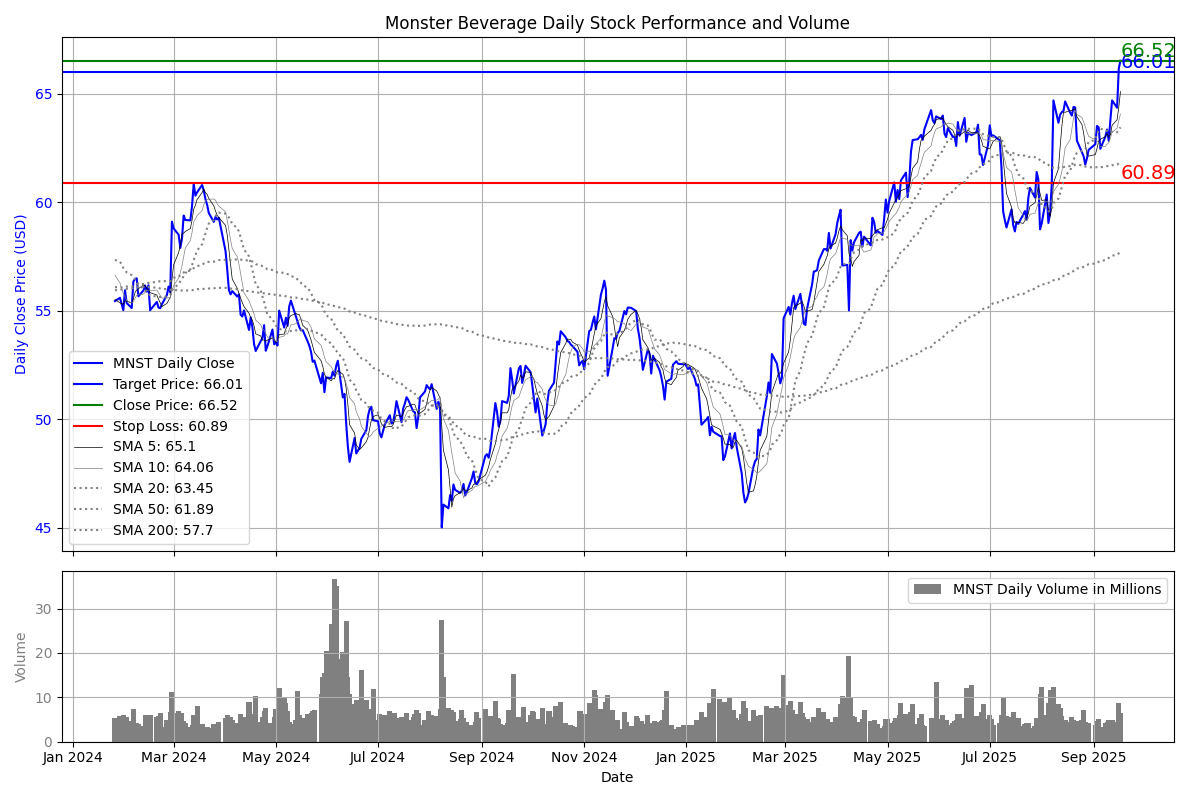 Monster Beverage Daily Stock Performance and Volume
66.52
66.01
65
60.89
60
55
50
45
Daily Close Price (USD)
MNST Daily Close
Target Price: 66.01
Close Price: 66.52
Stop Loss: 60.89
SMA 5: 65.1
SMA 10: 64.06
SMA 20: 63.45
SMA 50: 61.89
SMA 200: 57.7
MNST Daily Volume in Millions
30
20
10
0
Volume
Jan 2024 Mar 2024 May 2024 Jul 2024 Sep 2024 Nov 2024 Jan 2025 Mar 2025 May 2025 Jul 2025 Sep 2025
Date